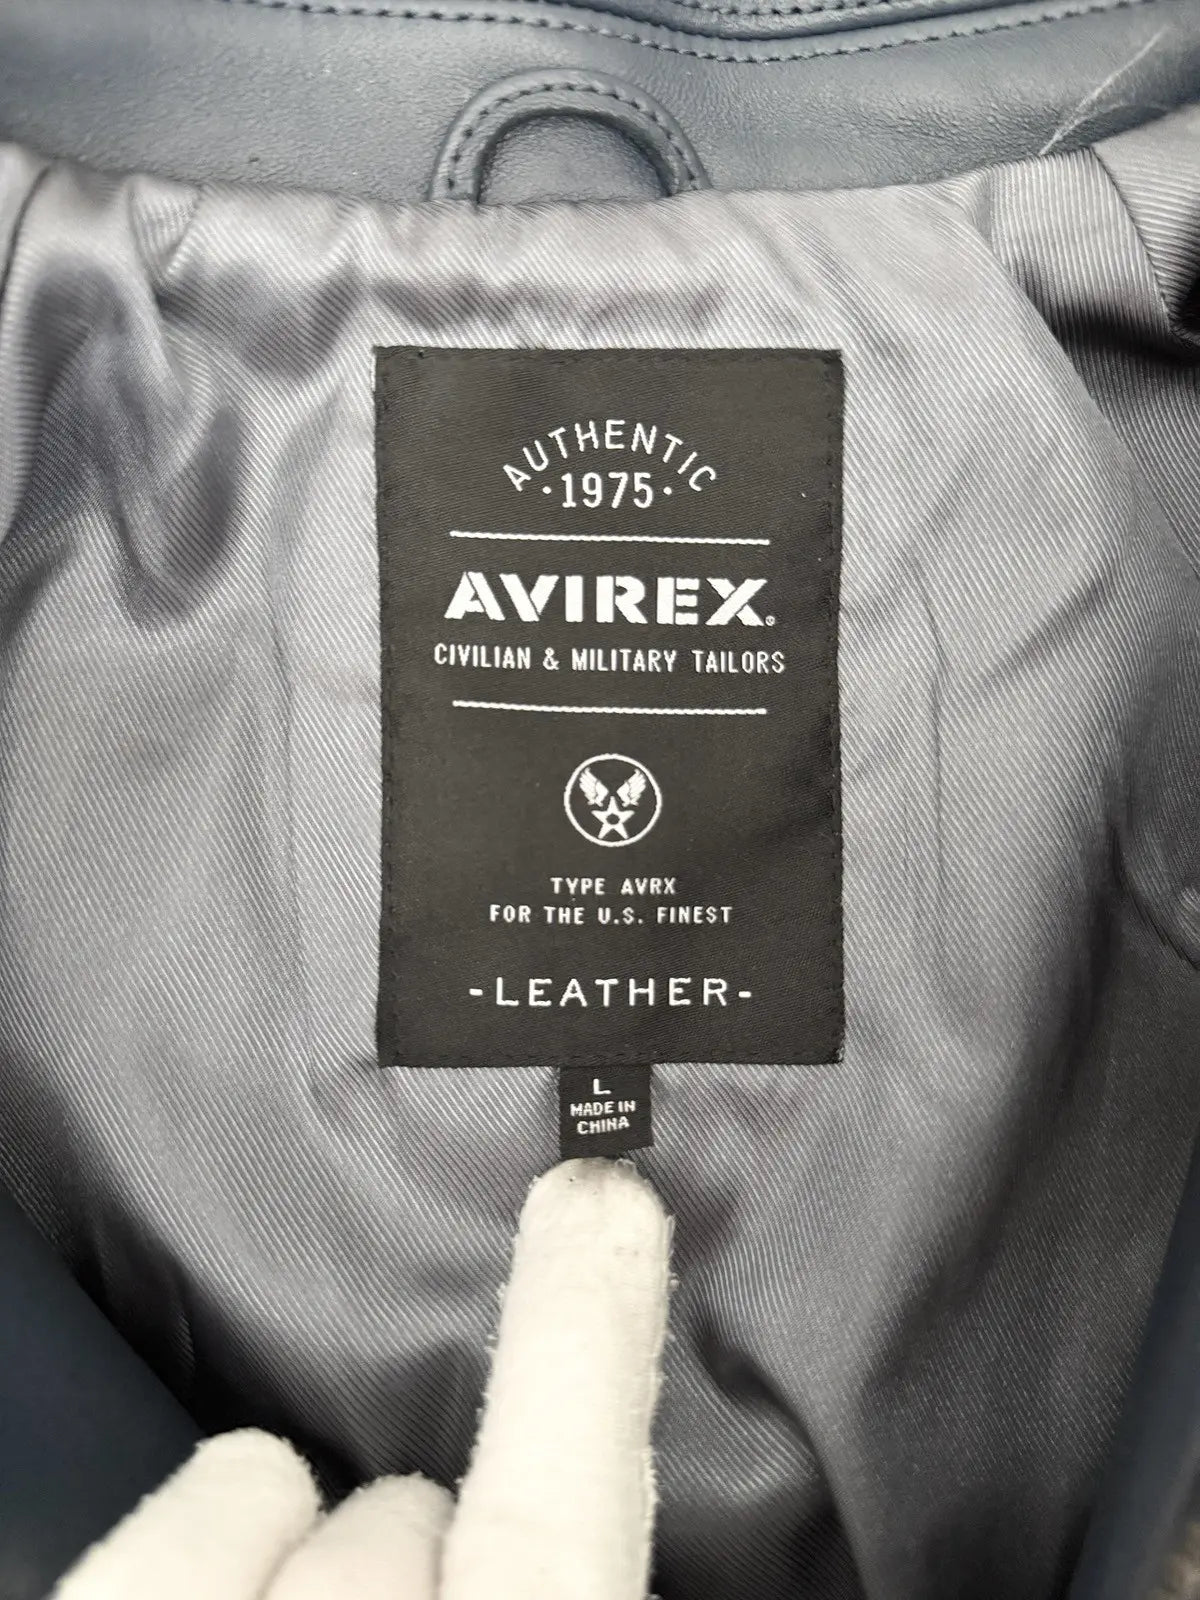 AUTHENTIC
·1975·
AVIREX®
CIVILIAN & MILITARY TAILORS
TYPE AVRX
FOR THE U.S. FINEST
-LEATHER-
L
MADE IN
CHINA